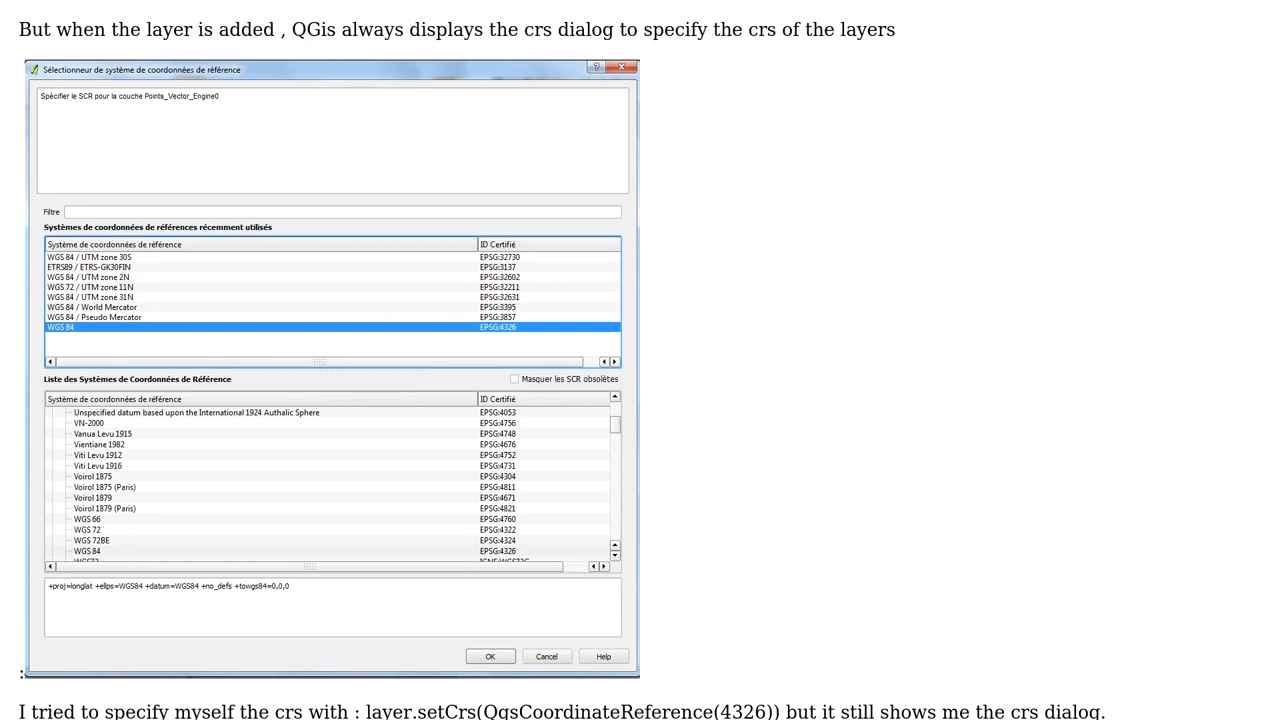 But when the layer is added , QGis always displays the crs dialog to specify the crs of the layers
Sélectionneur de système de coordonnées de référence
Spécifier le SCR pour la couche Points_Vector_Engine0
Filtre
Systèmes de coordonnées de références récemment utilisés
Système de coordonnées de référence ID Certifié
WGS 84 / UTM zone 30S EPSG:32730
ETRS89 / ETRS-GK30FIN EPSG:3137
WGS 84 / UTM zone 2N EPSG:32602
WGS 72 / UTM zone 11N EPSG:32211
WGS 84 / UTM zone 31N EPSG:32631
WGS 84 / World Mercator EPSG:3395
WGS 84 / Pseudo Mercator EPSG:3857
WGS 84 EPSG:4326
Liste des Systèmes de Coordonnées de Référence Masquer les SCR obsolètes
Système de coordonnées de référence ID Certifié
Unspecified datum based upon the International 1924 Authalic Sphere EPSG:4053
VN-2000 EPSG:4756
Vanua Levu 1915 EPSG:4748
Vientiane 1982 EPSG:4676
Viti Levu 1912 EPSG:4752
Viti Levu 1916 EPSG:4731
Voirol 1875 EPSG:4304
Voirol 1875 (Paris) EPSG:4811
Voirol 1879 EPSG:4671
Voirol 1879 (Paris) EPSG:4821
WGS 66 EPSG:4760
WGS 72 EPSG:4322
WGS 72BE EPSG:4324
WGS 84 EPSG:4326
+proj=longlat +ellps=WGS84 +datum=WGS84 +no_defs +towgs84=0,0,0
OK Cancel Help
:
I tried to specify myself the crs with : layer.setCrs(QgsCoordinateReference(4326)) but it still shows me the crs dialog.